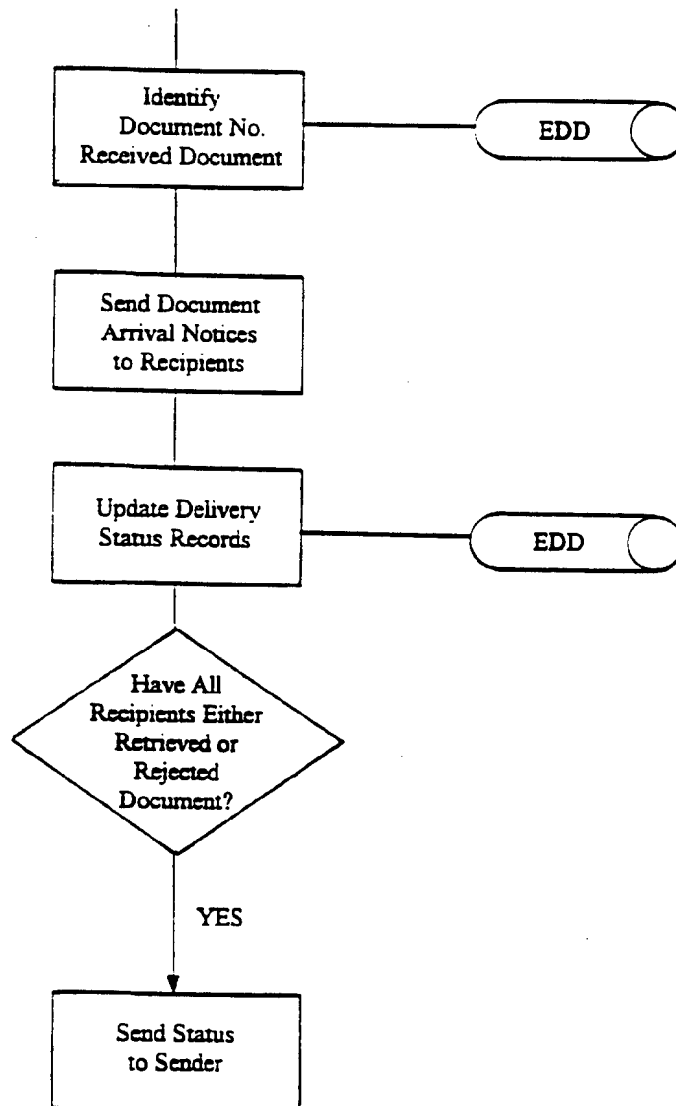 Identify
Document No.
Received Document
EDD
Send Document
Arrival Notices
to Recipients
Update Delivery
Status Records
EDD
Have All
Recipients Either
Retrieved or
Rejected
Document?
YES
Send Status
to Sender